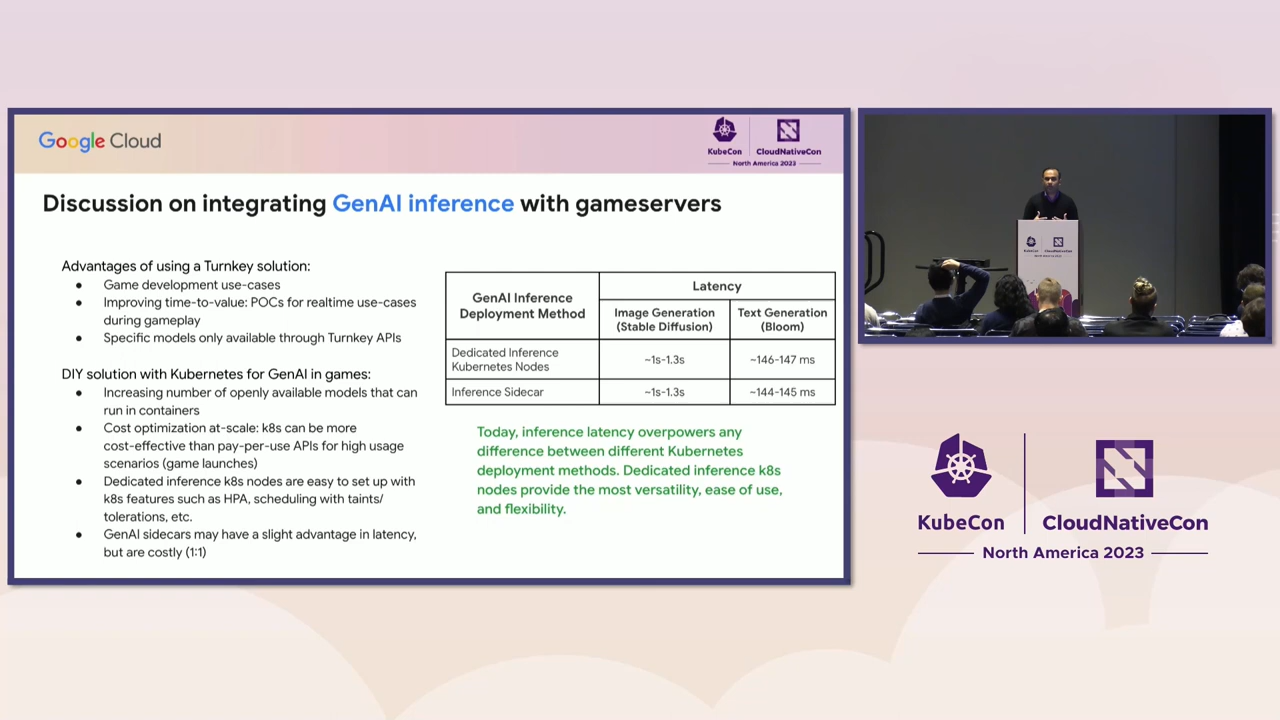 Google Cloud
KubeCon
CloudNativeCon
North America 2023
Discussion on integrating GenAI inference with gameservers
Advantages of using a Turnkey solution:
● Game development use-cases
● Improving time-to-value: POCs for realtime use-cases
during gameplay
● Specific models only available through Turnkey APIs
DIY solution with Kubernetes for GenAI in games:
● Increasing number of openly available models that can
run in containers
● Cost optimization at-scale: k8s can be more
cost-effective than pay-per-use APIs for high usage
scenarios (game launches)
● Dedicated inference k8s nodes are easy to set up with
k8s features such as HPA, scheduling with taints/
tolerations, etc.
● GenAI sidecars may have a slight advantage in latency,
but are costly (1:1)
GenAI Inference
Deployment Method
Latency
Image Generation
(Stable Diffusion)
Text Generation
(Bloom)
Dedicated Inference
Kubernetes Nodes
~1s-1.3s
~146-147 ms
Inference Sidecar
~1s-1.3s
~144-145 ms
Today, inference latency overpowers any
difference between different Kubernetes
deployment methods. Dedicated inference k8s
nodes provide the most versatility, ease of use,
and flexibility.
KubeCon
CloudNativeCon
North America 2023
KubeCon
CloudNativeCon
North America 2023